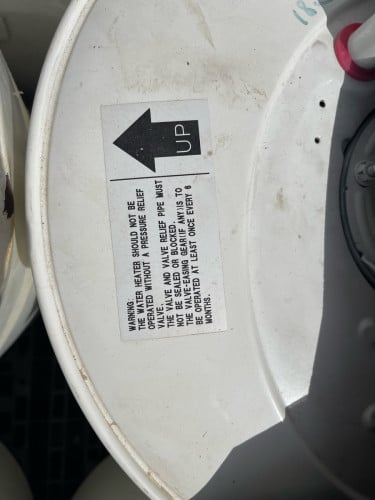 18.
UP
WARNING:
THE WATER HEATER SHOULD NOT BE
OPERATED WITHOUT A PRESSURE RELIEF
VALVE.
THE VALVE AND VALVE RELIEF PIPE MUST
NOT BE SEALED OR BLOCKED.
THE VALVE-EASING GEAR(IF ANY)IS TO
BE OPERATED AT LEAST ONCE EVERY 6
MONTHS.